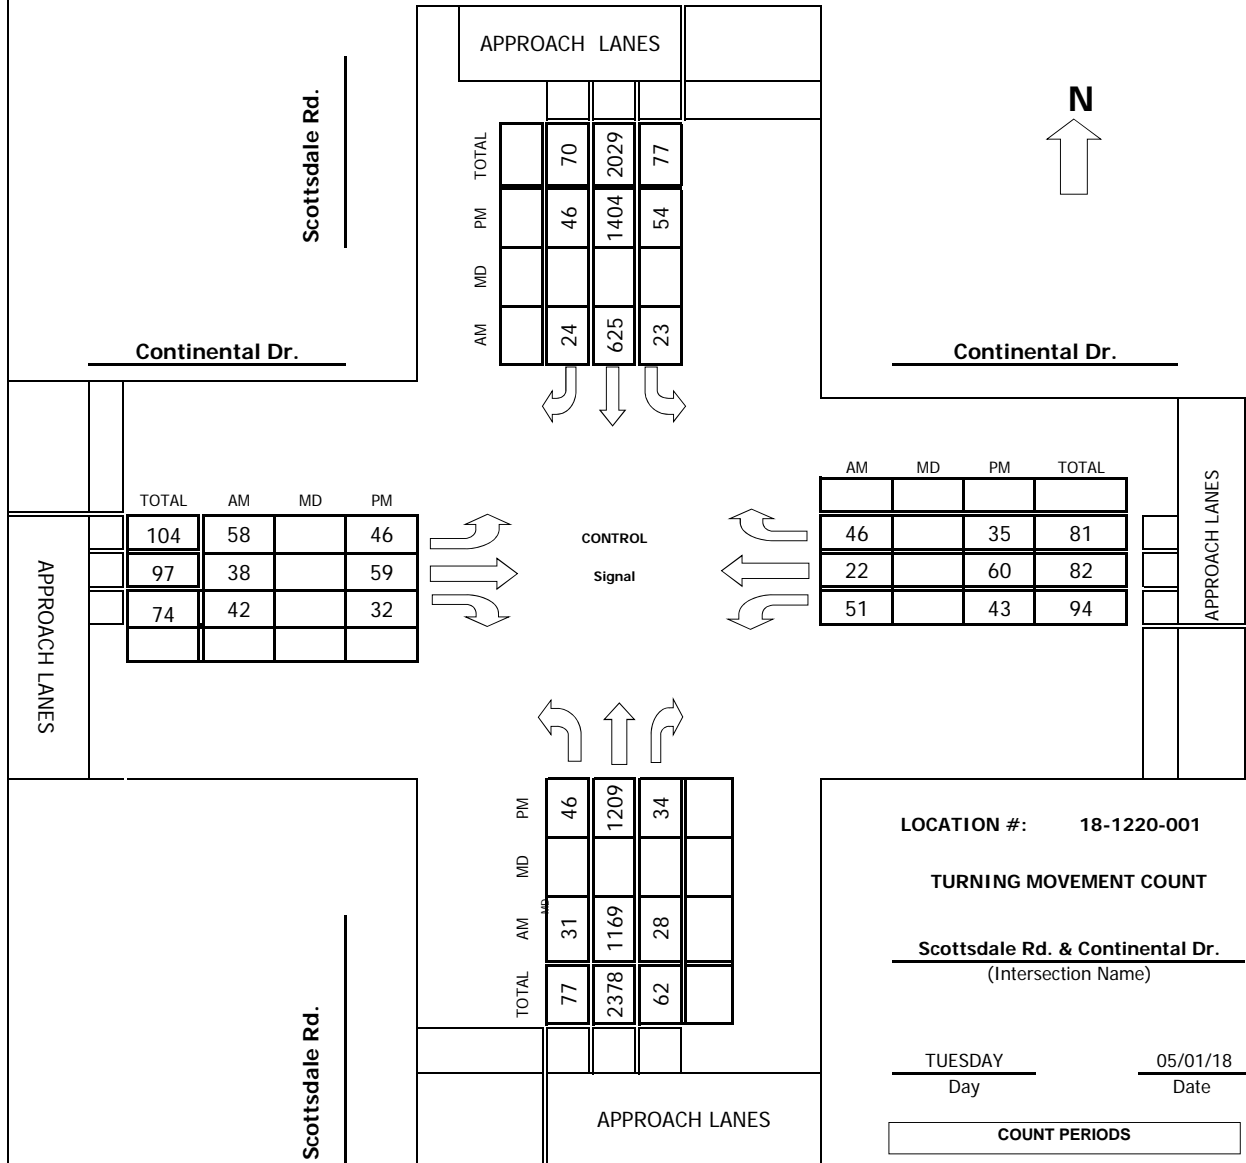 APPROACH LANES
N
Scottsdale Rd.
TOTAL 70 2029 77
PM 46 1404 54
MD
AM 24 625 23
Continental Dr.
Continental Dr.
AM MD PM TOTAL
46 35 81
22 60 82
51 43 94
APPROACH LANES
TOTAL AM MD PM
104 58 46
97 38 59
74 42 32
APPROACH LANES
CONTROL
Signal
PM 46 1209 34
MD
MD
AM 31 1169 28
TOTAL 77 2378 62
Scottsdale Rd.
APPROACH LANES
LOCATION #: 18-1220-001
TURNING MOVEMENT COUNT
Scottsdale Rd. & Continental Dr.
(Intersection Name)
TUESDAY 05/01/18
Day Date
COUNT PERIODS